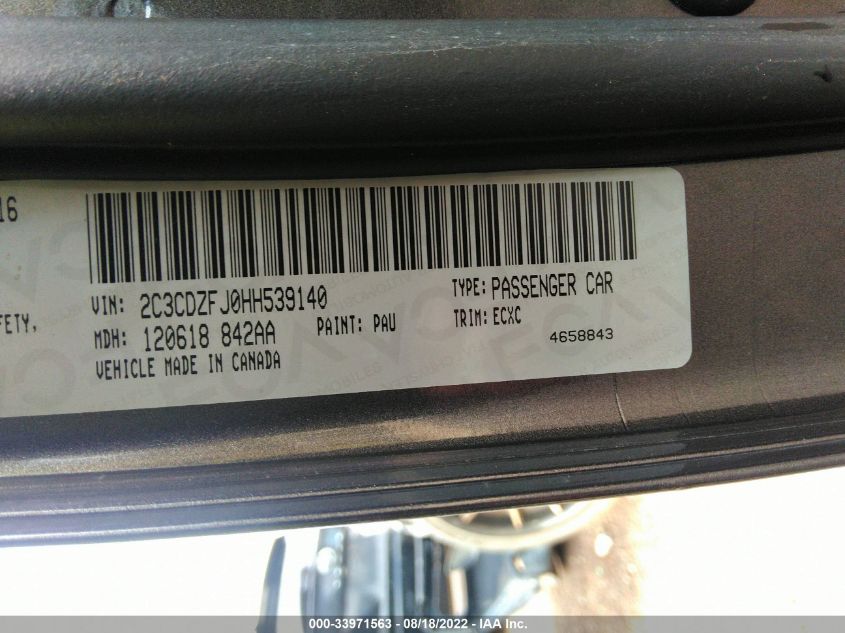 16
FETY,
VIN: 2C3CDZFJ0HH539140
TYPE: PASSENGER CAR
MDH: 120618 842AA
PAINT: PAU
TRIM: ECXC
VEHICLE MADE IN CANADA
4658843
000-33971563 - 08/18/2022 - IAA Inc.